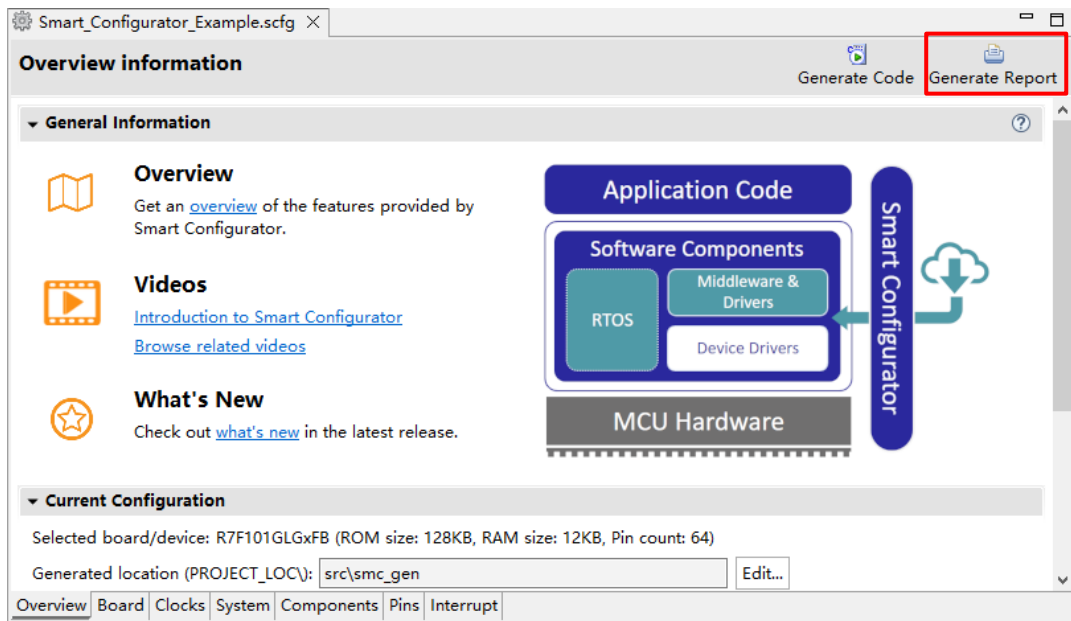 Smart_Configurator_Example.scfg
Overview information
Generate Code
Generate Report
General Information
Overview
Get an overview of the features provided by
Smart Configurator.
Videos
Introduction to Smart Configurator
Browse related videos
What's New
Check out what's new in the latest release.
Application Code
Software Components
RTOS
Middleware &
Drivers
Device Drivers
MCU Hardware
Smart Configurator
Current Configuration
Selected board/device: R7F101GLGxFB (ROM size: 128KB, RAM size: 12KB, Pin count: 64)
Generated location (PROJECT_LOC\): src\smc_gen Edit...
Overview Board Clocks System Components Pins Interrupt